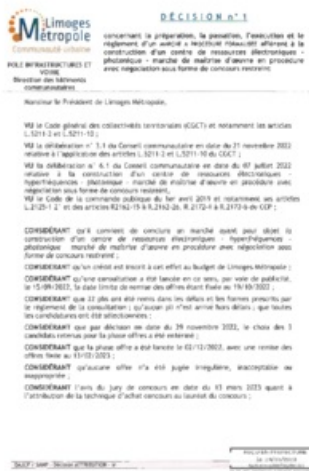 Limoges
Métropole
Communauté urbaine
POLE INFRASTRUCTURES ET
VOIRIE
Direction des bâtiments
communautaires
DÉCISION n° 1
concernant la préparation, la passation, l'exécution et le
règlement d'un MARCHE A PROCEDURE FORMALISEE afférent à la
construction d'un centre de ressources électroniques -
photonique - marché de maîtrise d'œuvre en procédure
avec négociation sous forme de concours restreint
Monsieur le Président de Limoges Métropole,
VU le Code général des collectivités territoriales (CGCT) et notamment les articles
L.5211-2 et L.5211-10 ;
VU la délibération n° 3.1 du Conseil communautaire en date du 21 novembre 2022
relative à l'application des articles L.5211-2 et L.5211-10 du CGCT ;
VU la délibération n° 6.1 du Conseil communautaire en date du 07 juillet 2022
relative à la construction d'un centre de ressources électroniques -
hyperfréquences - photonique - marché de maîtrise d'œuvre en procédure avec
négociation sous forme de concours restreint ;
VU le Code de la commande publique du 1er avril 2019 et notamment ses articles
L.2125-1 2° et des articles R2162-15 à R.2162-26, R.2172-4 à R.2172-6 du CCP ;
CONSIDÉRANT qu'il convient de conclure un marché ayant pour objet la
construction d'un centre de ressources électroniques - hyperfréquences -
photonique - marché de maîtrise d'œuvre en procédure avec négociation sous
forme de concours restreint ;
CONSIDÉRANT qu'un crédit est inscrit à cet effet au budget de Limoges Métropole ;
CONSIDÉRANT qu'une consultation a été lancée en ce sens, par voie de publicité,
le 15/09/2022, la date limite de remise des offres étant fixée au 19/10/2022 ;
CONSIDÉRANT que 22 plis ont été remis dans les délais et les formes prescrits par
le règlement de la consultation ; qu'aucun pli n'est arrivé hors délais ; que toutes
les candidatures ont été sélectionnées ;
CONSIDÉRANT que par décision en date du 29 novembre 2022, le choix des 3
candidats retenus pour la phase offres a été entériné ;
CONSIDÉRANT que la phase offre a été lancée le 02/12/2022, avec une remise des
offres fixée au
CONSIDÉRANT qu'aucune offre n'a été jugée irrégulière, inacceptable ou
inappropriée ;
CONSIDÉRANT l'avis du jury de concours en date du 13 mars 2023 quant à
l'attribution de la technique d'achat concours au lauréat du concours ;